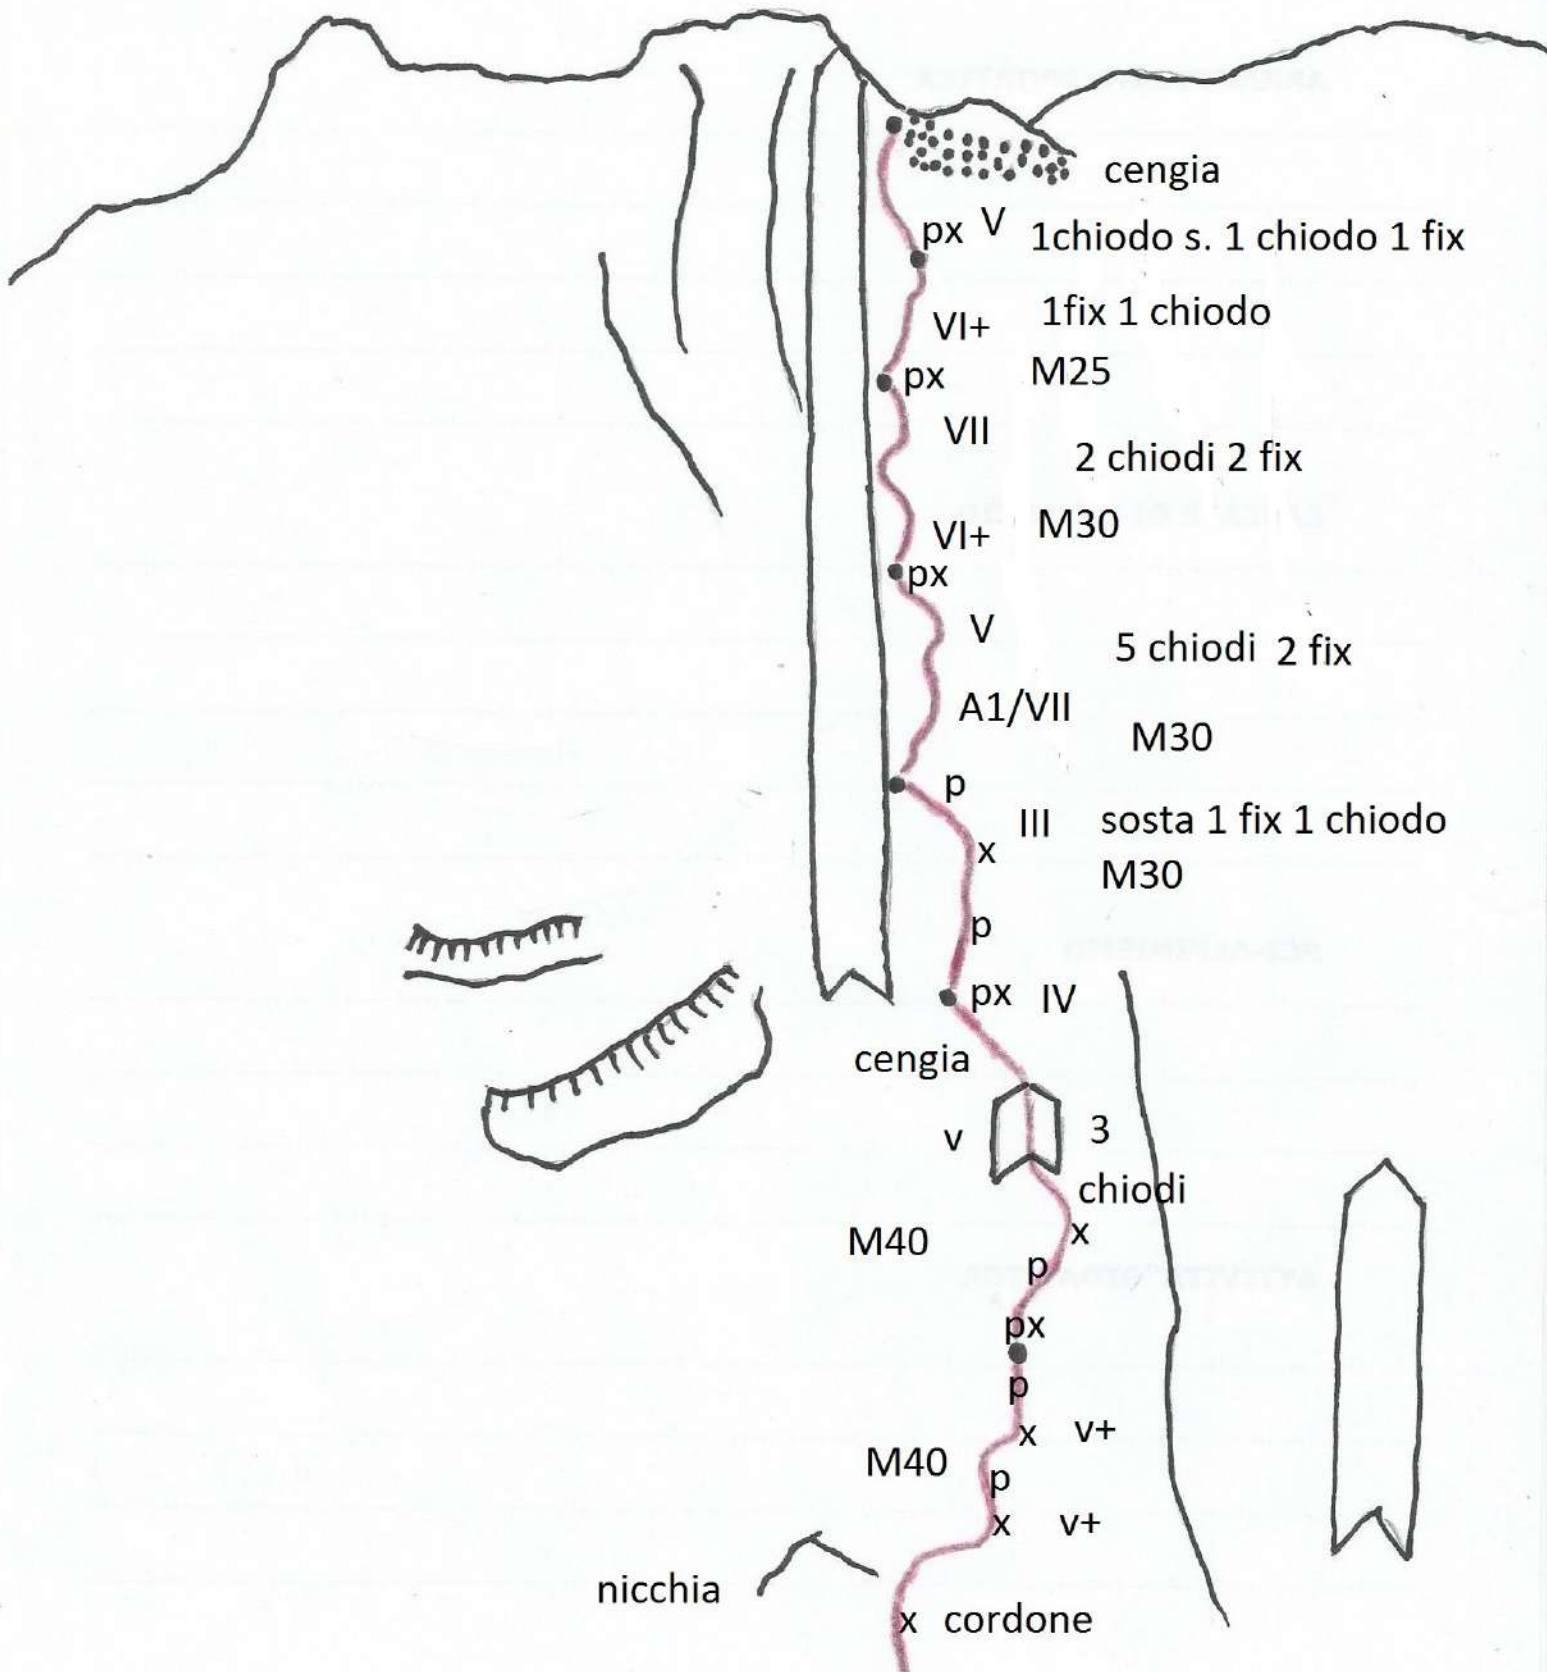 cengia
px V 1chiodo s. 1 chiodo 1 fix
VI+ 1fix 1 chiodo
px M25
VII
2 chiodi 2 fix
VI+ M30
px
V
5 chiodi 2 fix
A1/VII
M30
p
III sosta 1 fix 1 chiodo
x
M30
p
px IV
cengia
v 3
chiodi
M40 x
p
px
p
x v+
M40
p
x v+
nicchia
x cordone